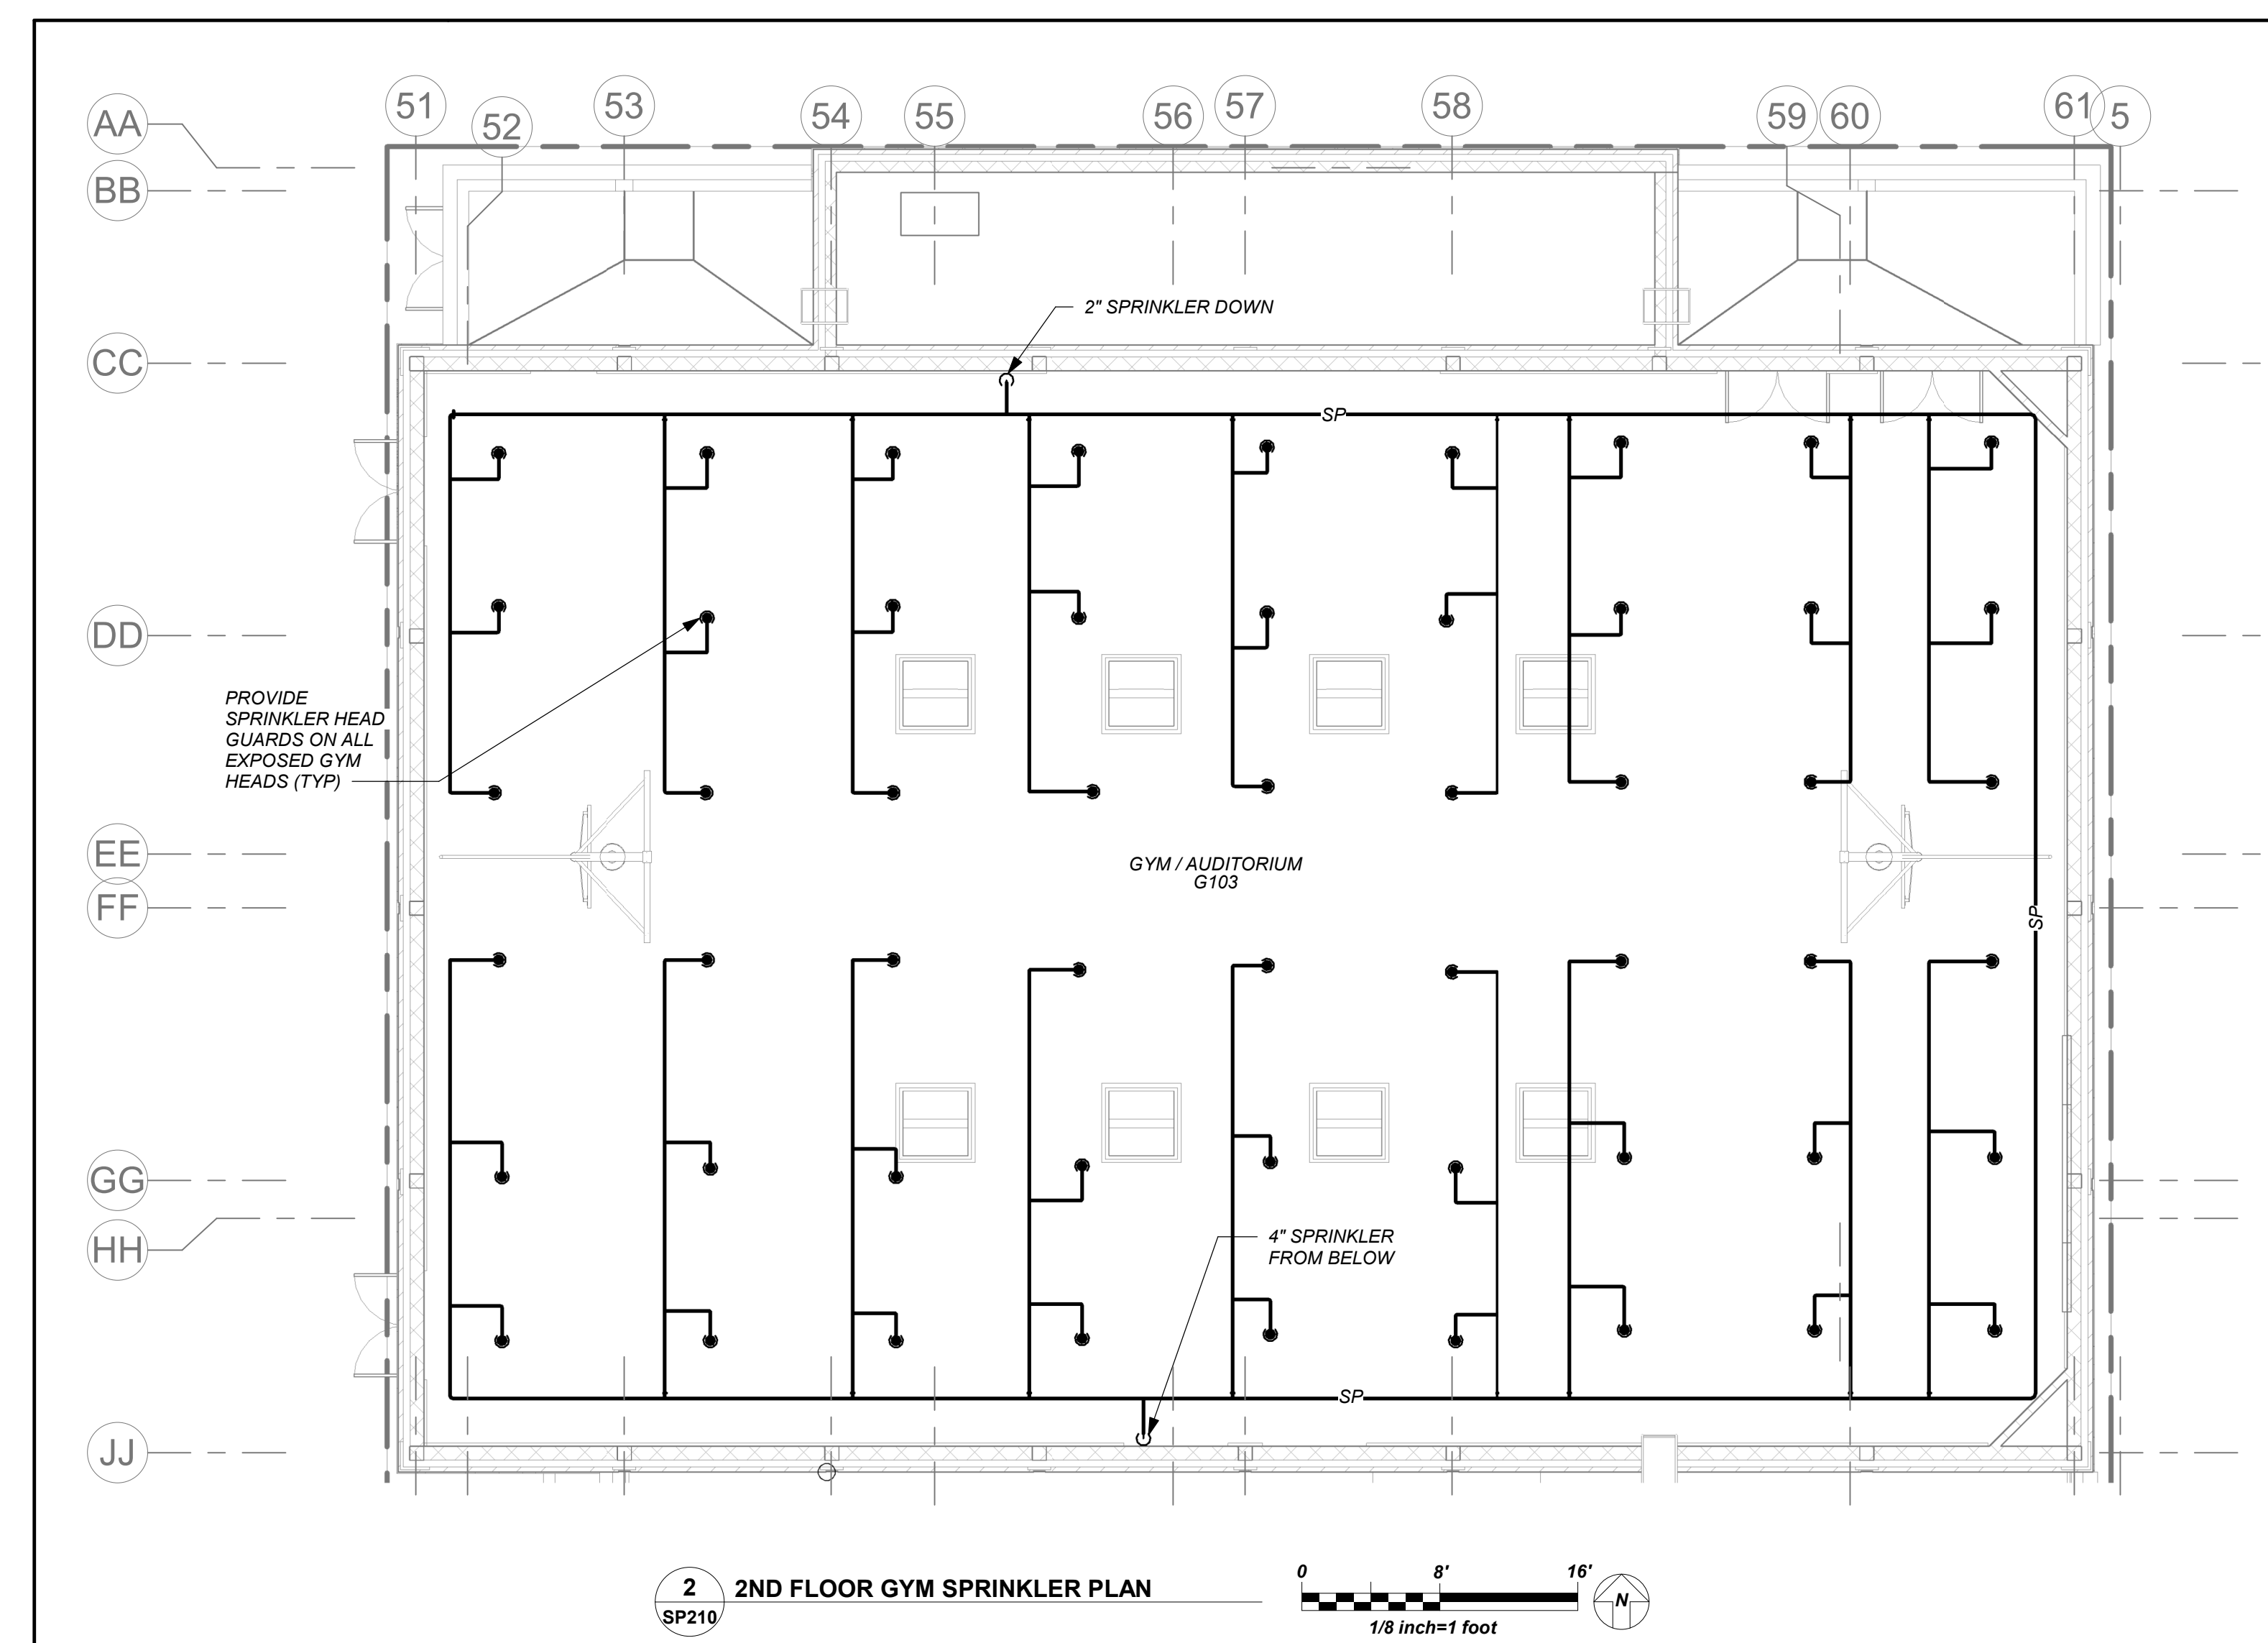 51
52
53
54
55
56
57
58
59
60
61
5
AA
BB
CC
DD
EE
FF
GG
HH
JJ
2" SPRINKLER DOWN
SP
PROVIDE
SPRINKLER HEAD
GUARDS ON ALL
EXPOSED GYM
HEADS (TYP)
GYM / AUDITORIUM
G103
SP
4" SPRINKLER
FROM BELOW
SP
2
SP210
2ND FLOOR GYM SPRINKLER PLAN
0 8' 16'
1/8 inch=1 foot
N